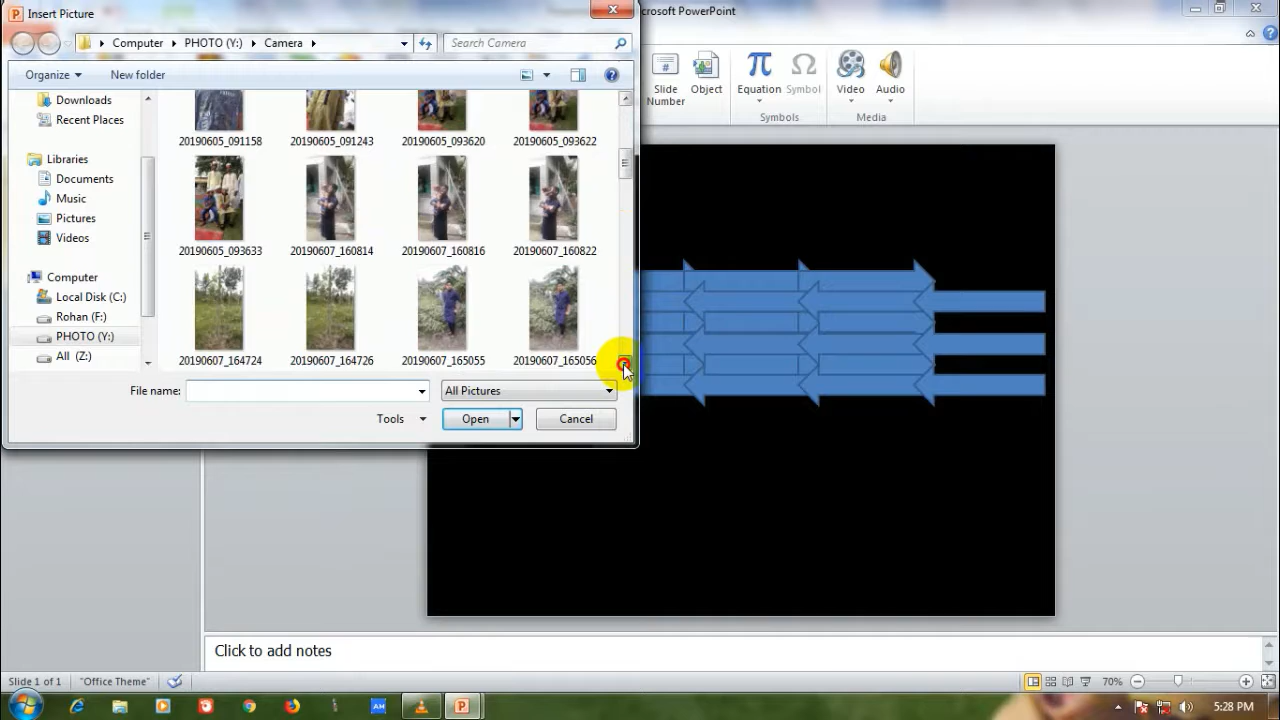 Insert Picture
crosoft PowerPoint
Computer
PHOTO (Y:)
Camera
Search Camera
Organize
New folder
Slide
Number
Object
Equation
Symbol
Symbols
Video
Audio
Media
Downloads
Recent Places
Libraries
Documents
Music
Pictures
Videos
Computer
Local Disk (C:)
Rohan (F:)
PHOTO (Y:)
All (Z:)
20190605_091158
20190605_091243
20190605_093620
20190605_093622
20190605_093633
20190607_160814
20190607_160816
20190607_160822
20190607_164724
20190607_164726
20190607_165055
20190607_165056
File name:
All Pictures
Tools
Open
Cancel
Click to add notes
Slide 1 of 1
"Office Theme"
70%
AM
5:28 PM